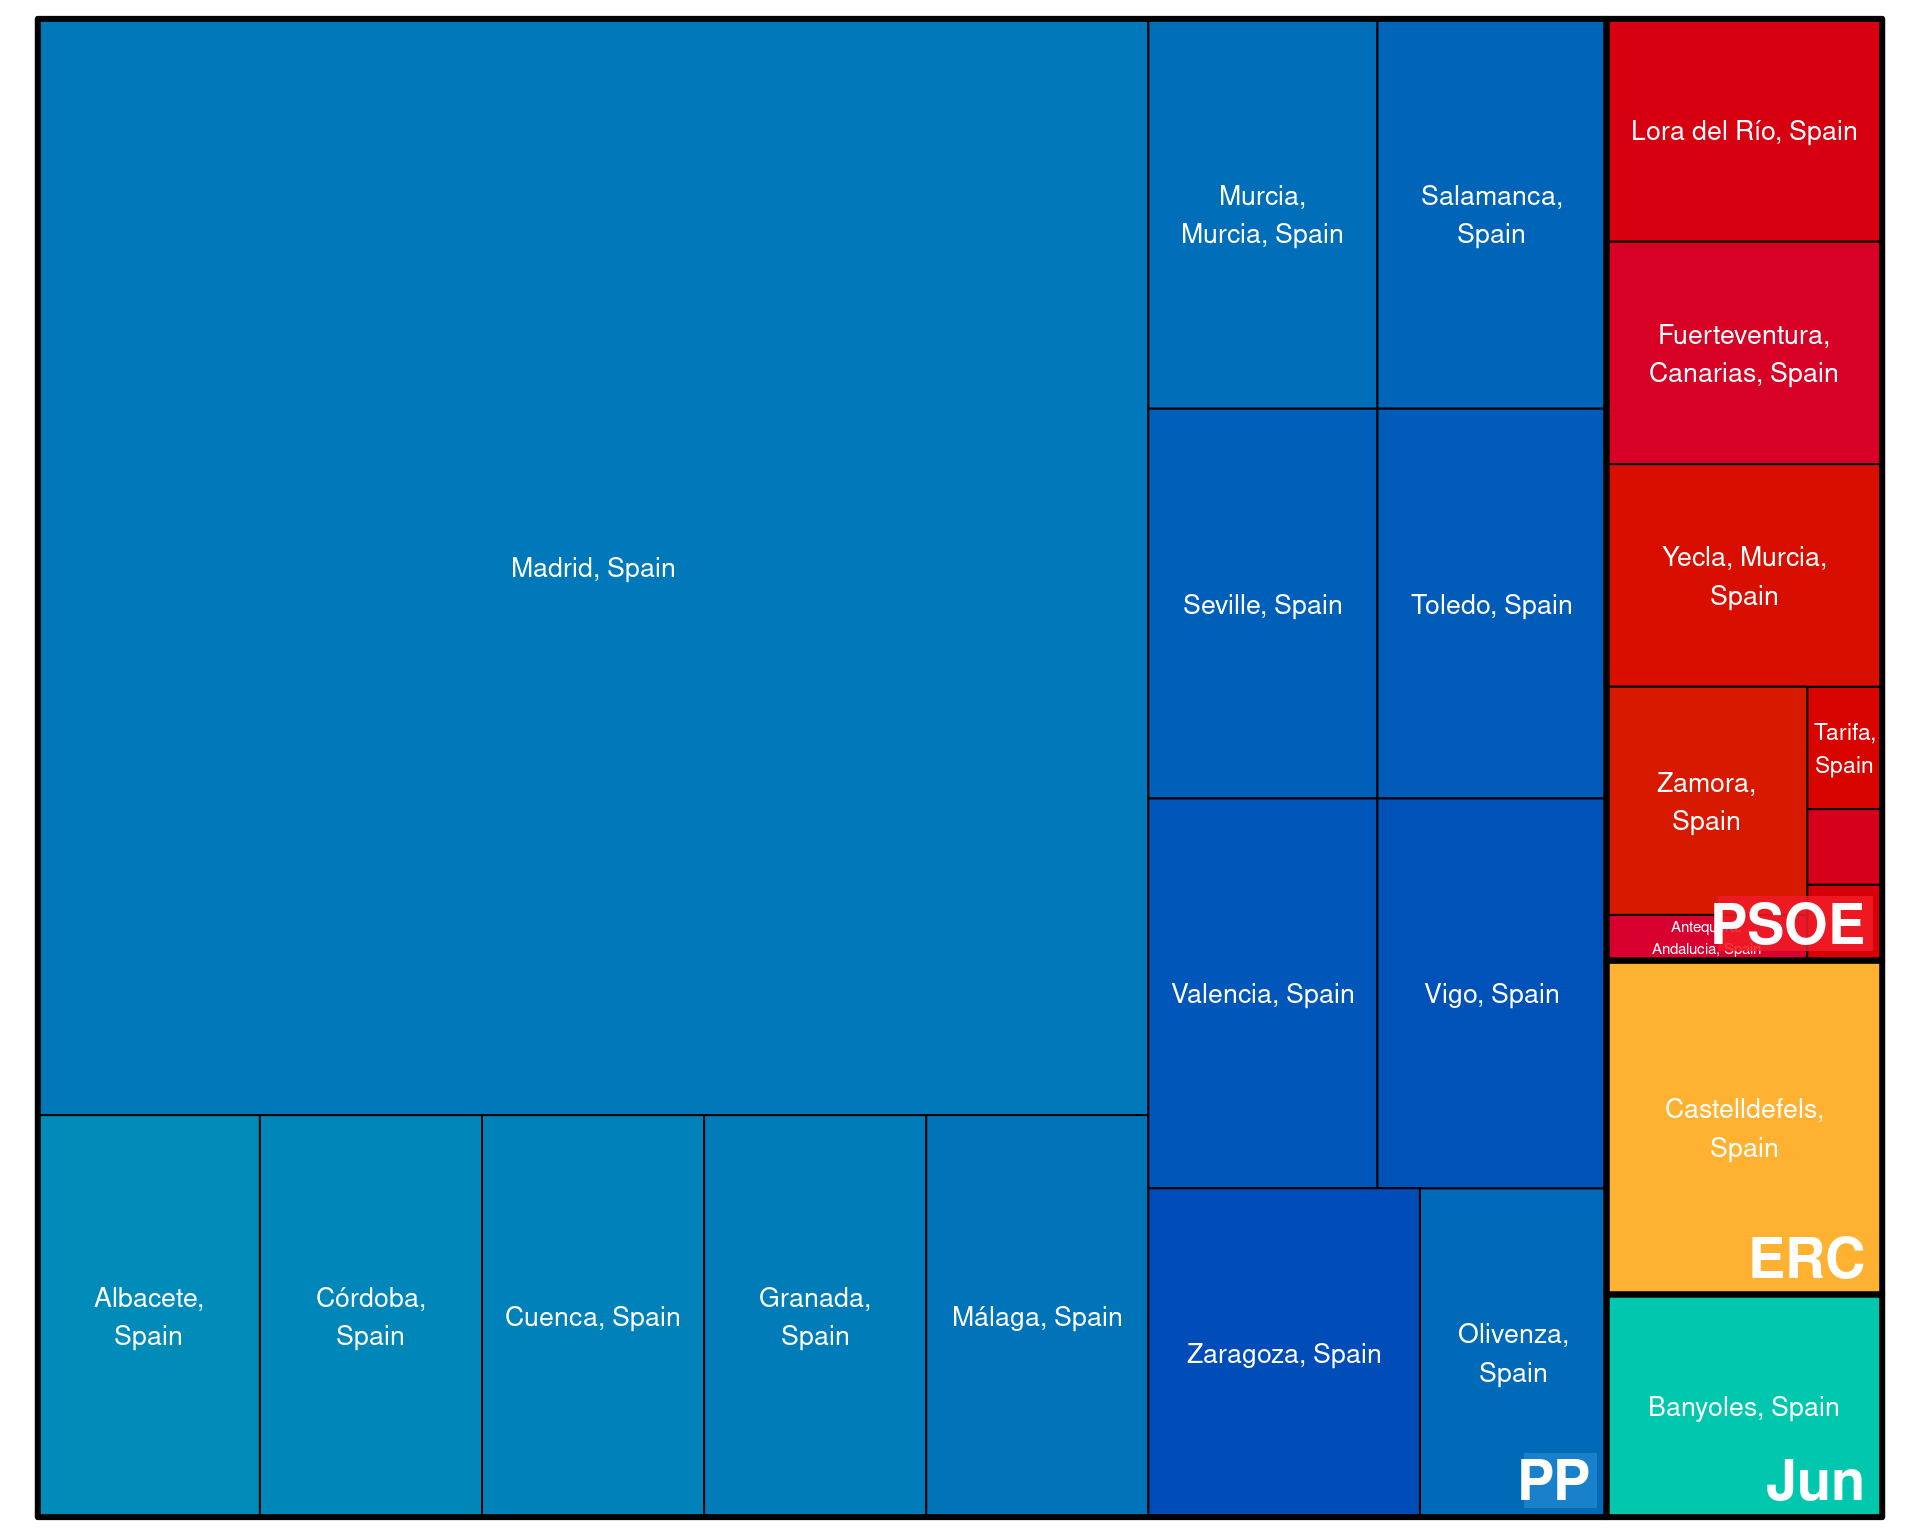 Madrid, Spain
Murcia,
Murcia, Spain
Salamanca,
Spain
Seville, Spain
Toledo, Spain
Valencia, Spain
Vigo, Spain
Albacete,
Spain
Córdoba,
Spain
Cuenca, Spain
Granada,
Spain
Málaga, Spain
Zaragoza, Spain
Olivenza,
Spain
PP
Lora del Río, Spain
Fuerteventura,
Canarias, Spain
Yecla, Murcia,
Spain
Zamora,
Spain
Tarifa,
Spain
Andalucia, Spain
PSOE
Castelldefels,
Spain
ERC
Banyoles, Spain
Jun